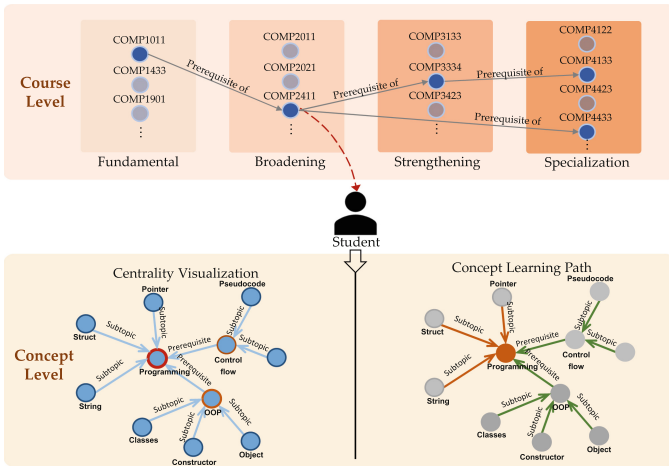 Course
Level
COMP1011
COMP1433
COMP1901
⋮
Fundamental
COMP2011
COMP2021
COMP2411
⋮
Broadening
COMP3133
COMP3334
COMP3423
⋮
Strengthening
COMP4122
COMP4133
COMP4423
COMP4433
⋮
Specialization
Prerequisite of
Prerequisite of
Prerequisite of
Prerequisite of
Student
Concept
Level
Centrality Visualization
Pointer
Pseudocode
Struct
Subtopic
Subtopic
Subtopic
Subtopic
Prerequisite
Subtopic
Programming
Control
flow
Prerequisite
String
OOP
Subtopic
Subtopic
Subtopic
Classes
Constructor
Object
Concept Learning Path
Pointer
Pseudocode
Struct
Subtopic
Subtopic
Subtopic
Subtopic
Prerequisite
Subtopic
Programming
Control
flow
Prerequisite
String
OOP
Subtopic
Subtopic
Subtopic
Classes
Constructor
Object